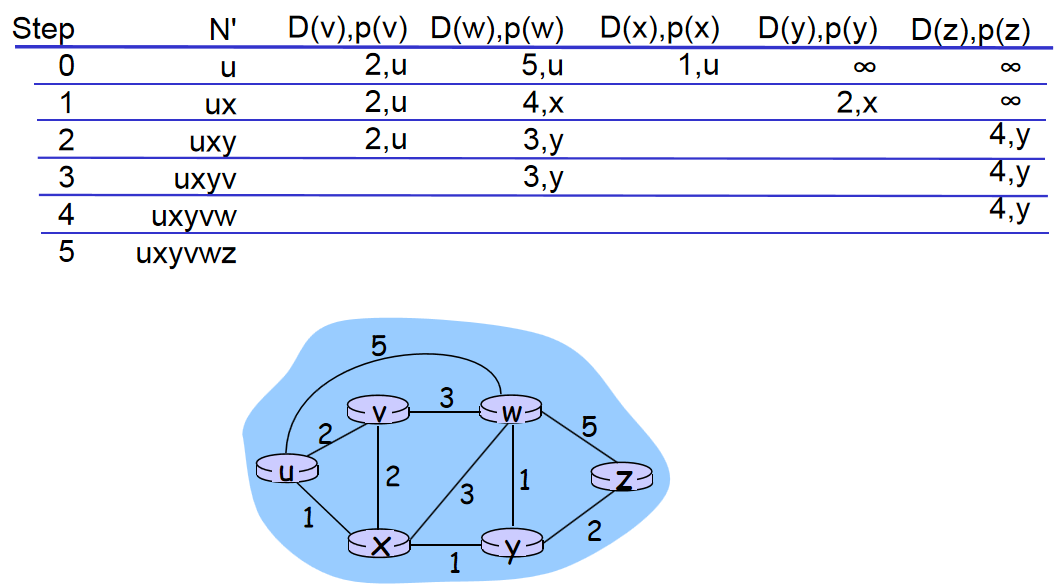 Step N' D(v),p(v) D(w),p(w) D(x),p(x) D(y),p(y) D(z),p(z)
0 u 2,u 5,u 1,u ∞ ∞
1 ux 2,u 4,x 2,x ∞
2 uxy 2,u 3,y 4,y
3 uxyv 3,y 4,y
4 uxyvw 4,y
5 uxyvwz
5
v 3 w
2 5
u 2 3 1 z
1 2
x 1 y